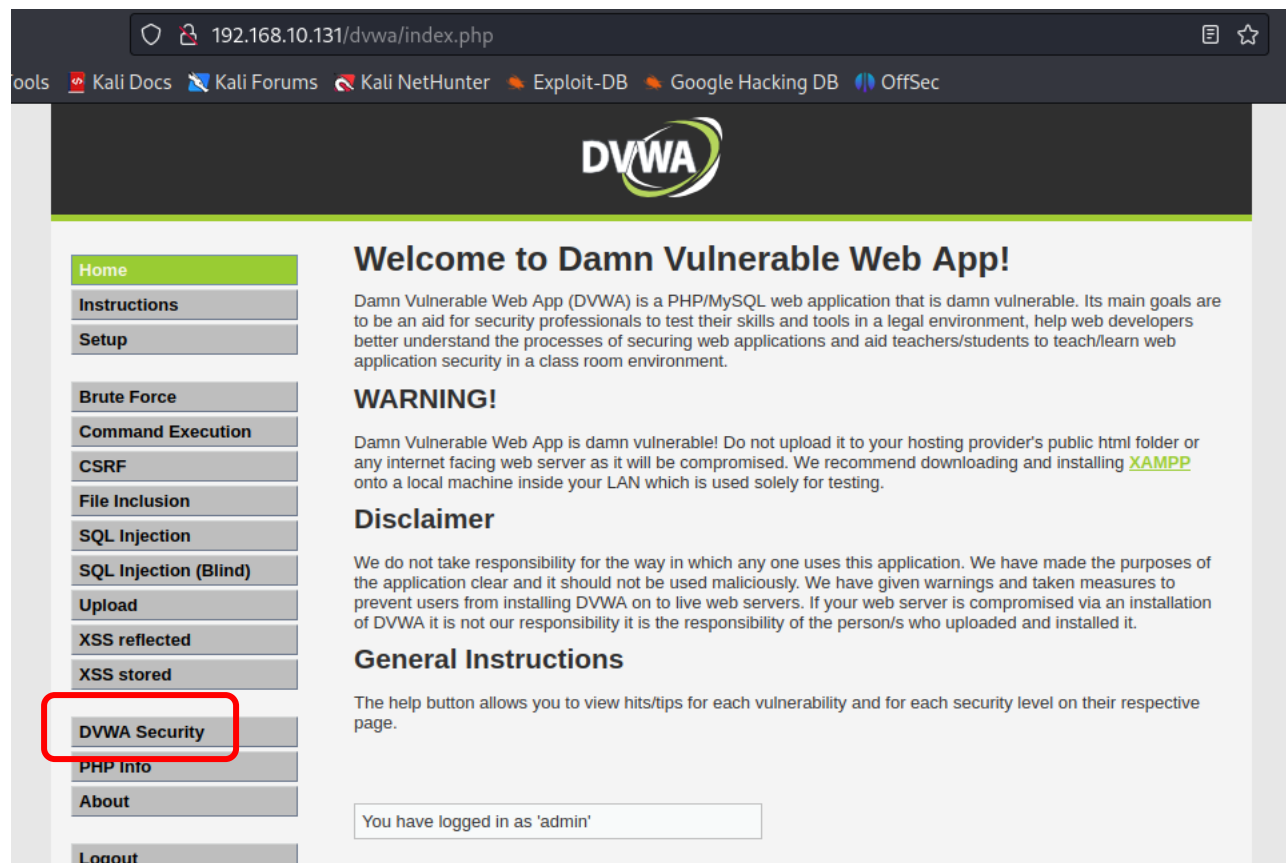 192.168.10.131/dvwa/index.php
ools Kali Docs Kali Forums Kali NetHunter Exploit-DB Google Hacking DB OffSec
DVWA
Home
Instructions
Setup
Brute Force
Command Execution
CSRF
File Inclusion
SQL Injection
SQL Injection (Blind)
Upload
XSS reflected
XSS stored
DVWA Security
PHP Info
About
Logout
Welcome to Damn Vulnerable Web App!
Damn Vulnerable Web App (DVWA) is a PHP/MySQL web application that is damn vulnerable. Its main goals are
to be an aid for security professionals to test their skills and tools in a legal environment, help web developers
better understand the processes of securing web applications and aid teachers/students to teach/learn web
application security in a class room environment.
WARNING!
Damn Vulnerable Web App is damn vulnerable! Do not upload it to your hosting provider's public html folder or
any internet facing web server as it will be compromised. We recommend downloading and installing XAMPP
onto a local machine inside your LAN which is used solely for testing.
Disclaimer
We do not take responsibility for the way in which any one uses this application. We have made the purposes of
the application clear and it should not be used maliciously. We have given warnings and taken measures to
prevent users from installing DVWA on to live web servers. If your web server is compromised via an installation
of DVWA it is not our responsibility it is the responsibility of the person/s who uploaded and installed it.
General Instructions
The help button allows you to view hits/tips for each vulnerability and for each security level on their respective
page.
You have logged in as 'admin'